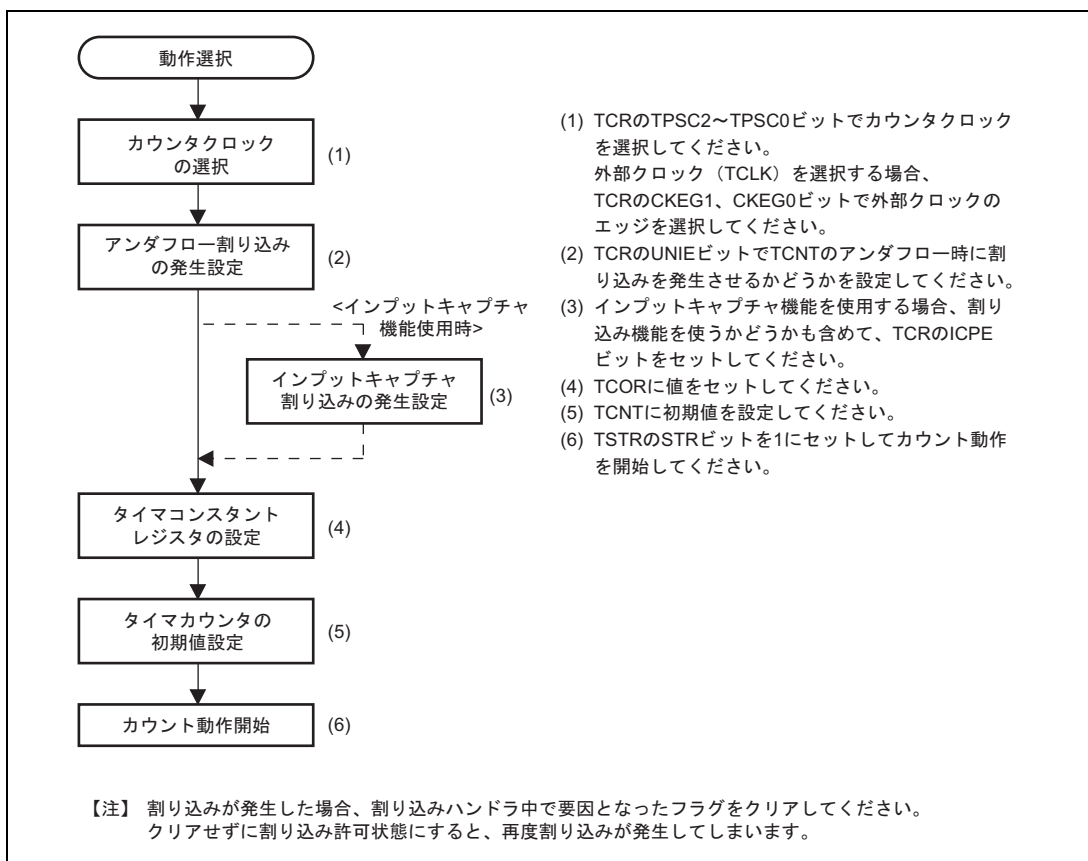 動作選択
カウンタクロック
の選択
(1)
アンダフロー割り込み
の発生設定
(2)
<インプットキャプチャ
機能使用時>
インプットキャプチャ
割り込みの発生設定
(3)
タイマコンスタント
レジスタの設定
(4)
タイマカウンタの
初期値設定
(5)
カウント動作開始
(6)
(1) TCRのTPSC2～TPSC0ビットでカウンタクロック
を選択してください。
外部クロック（TCLK）を選択する場合、
TCRのCKEG1、CKEG0ビットで外部クロックの
エッジを選択してください。
(2) TCRのUNIEビットでTCNTのアンダフロー時に割
り込みを発生させるかどうかを設定してください。
(3) インプットキャプチャ機能を使用する場合、割り
込み機能を使うかどうかも含めて、TCRのICPE
ビットをセットしてください。
(4) TCORに値をセットしてください。
(5) TCNTに初期値を設定してください。
(6) TSTRのSTRビットを1にセットしてカウント動作
を開始してください。
【注】 割り込みが発生した場合、割り込みハンドラ中で要因となったフラグをクリアしてください。
クリアせずに割り込み許可状態にすると、再度割り込みが発生してしまいます。